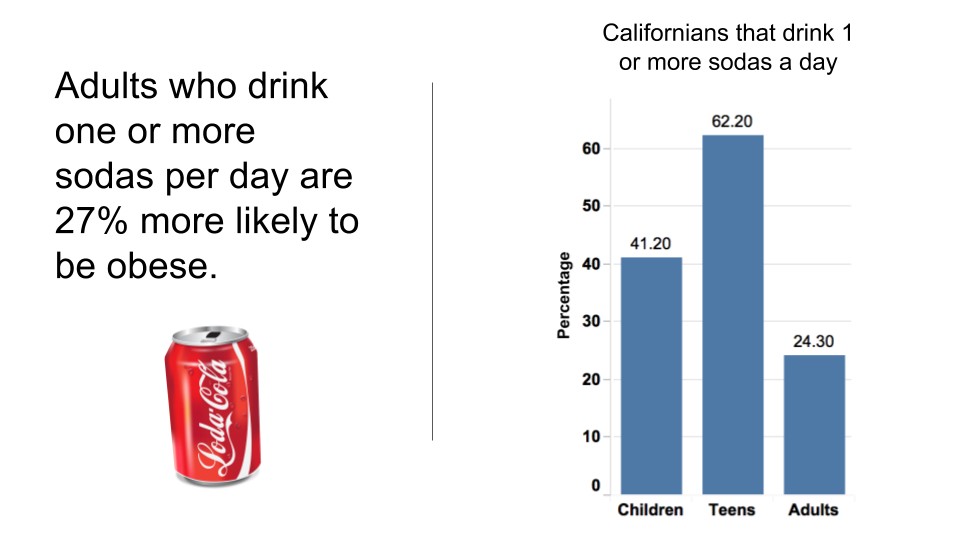 Adults who drink
one or more
sodas per day are
27% more likely to
be obese.
Californians that drink 1
or more sodas a day
Percentage
60
50
40
30
20
10
0
41.20
62.20
24.30
Children Teens Adults